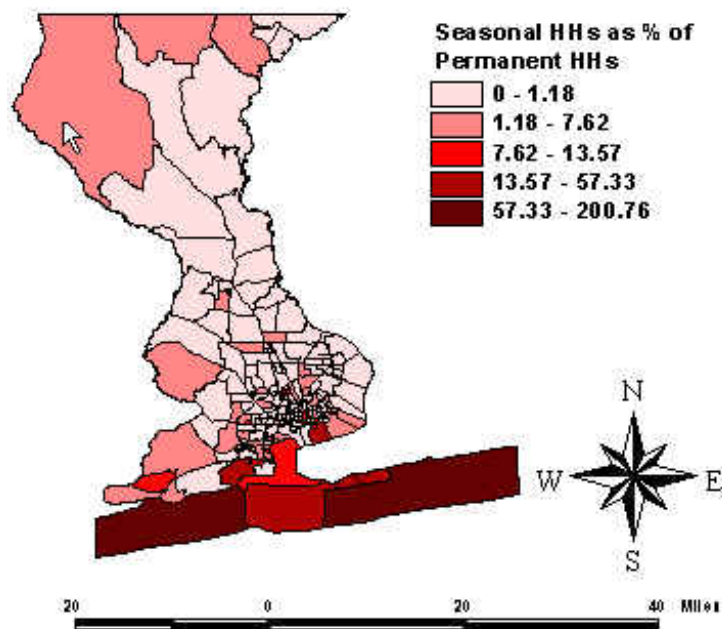 Seasonal HHs as % of
Permanent HHs
0 - 1.18
1.18 - 7.62
7.62 - 13.57
13.57 - 57.33
57.33 - 200.76
N
W E
S
20 0 20 40 Miles